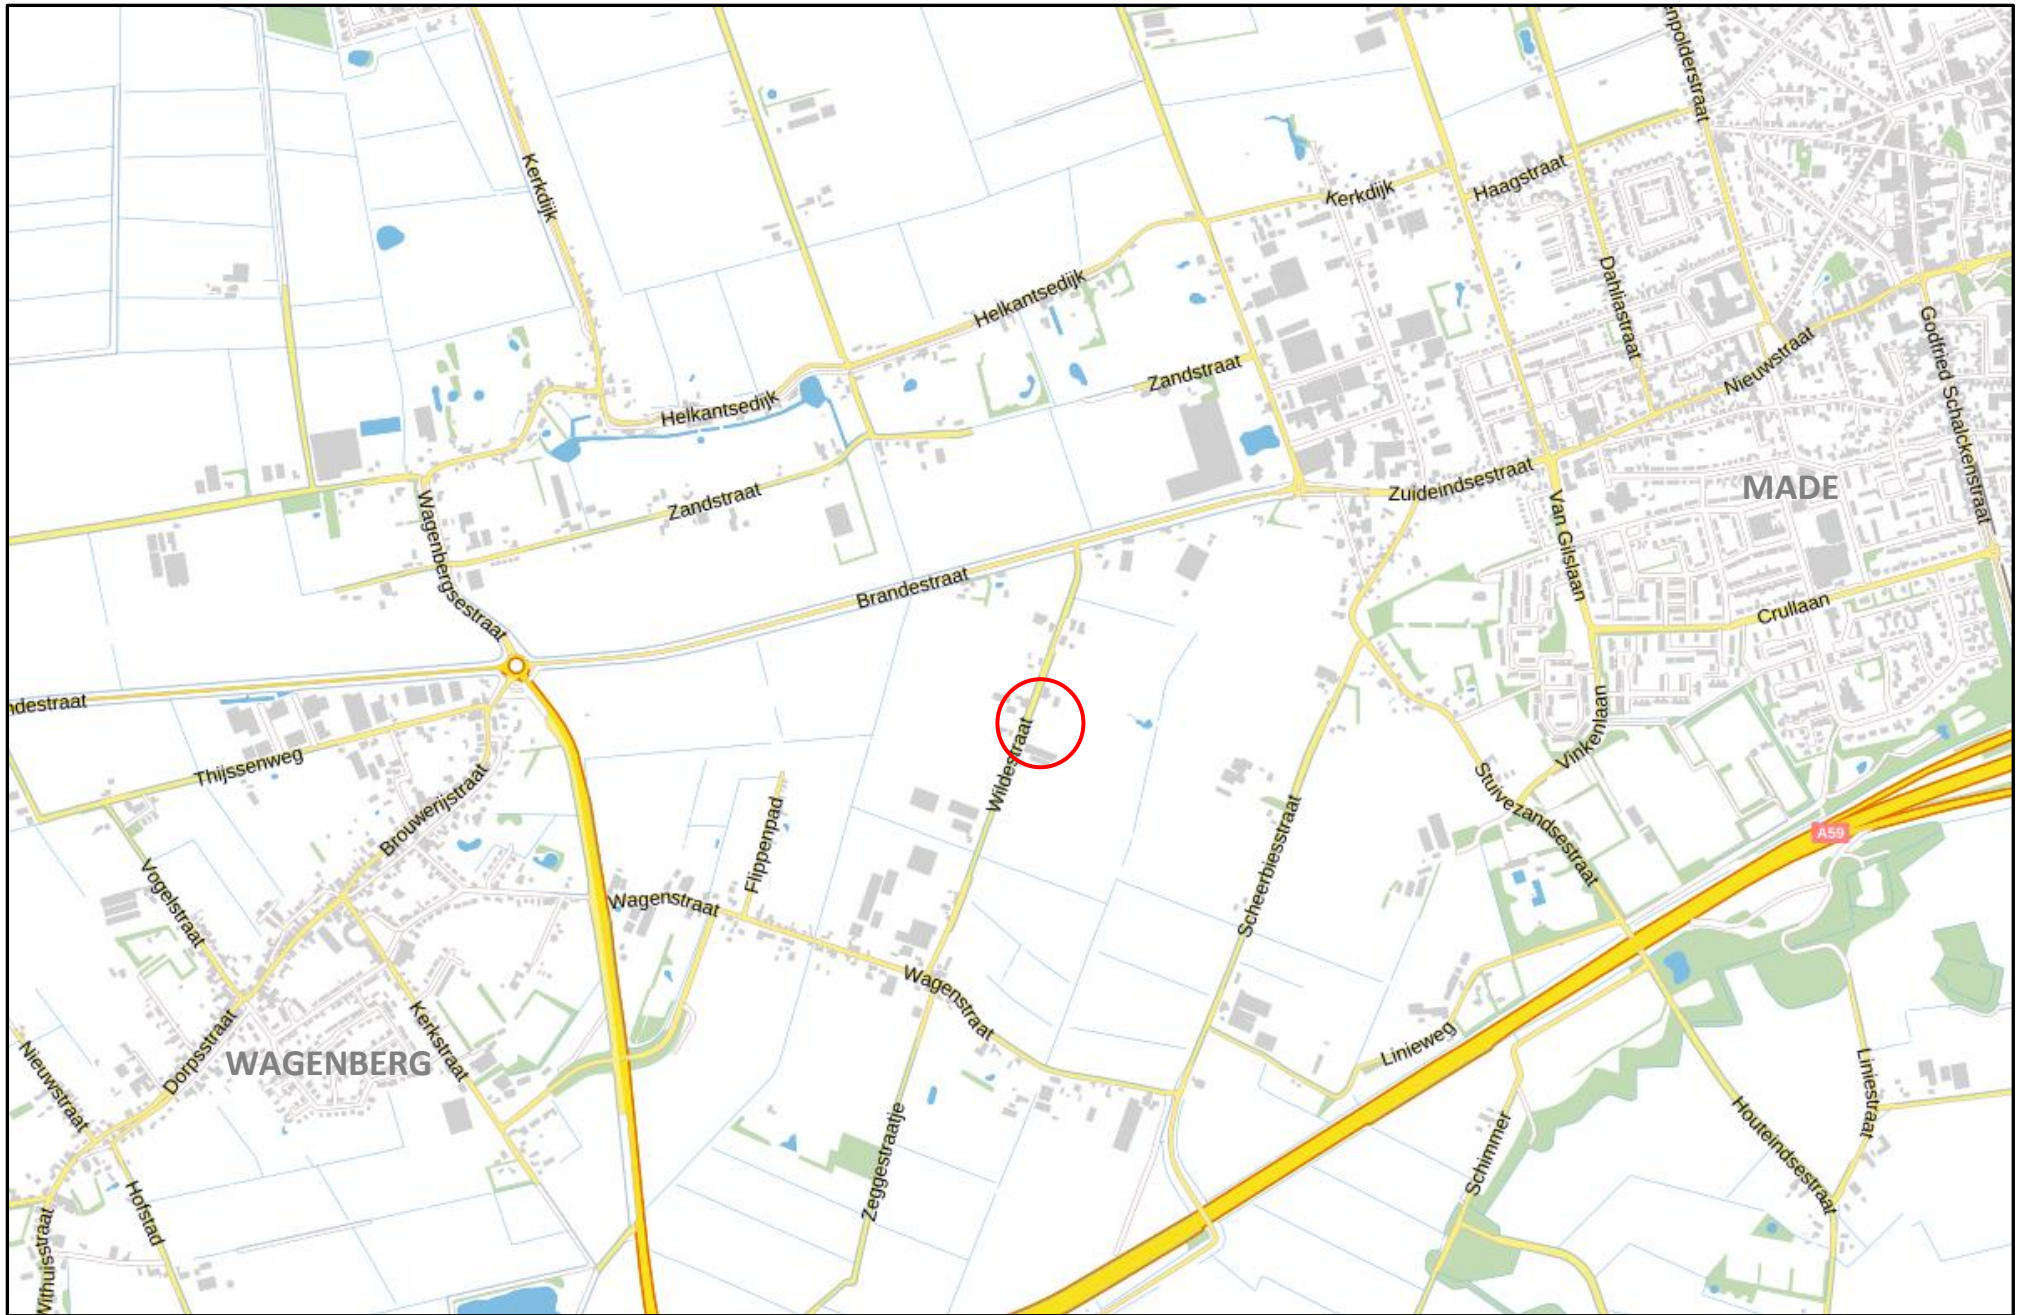 npolderstraat
Kerkdijk
Kerkdijk
Haagstraat
Helkantsedijk
Dahliastraat
Godfried Schalckenstraat
Nieuwstraat
Zandstraat
Helkantsedijk
Zuideindsestraat
MADE
Zandstraat
Wagenbergsestraat
Van Gilslaan
Brandestraat
Crullaan
ndestraat
Vinkenlaan
Thijssenweg
Wildestraat
Brouwerijstraat
Stuivezandsestraat
A59
Flippenpad
Scheerbiesstraat
Vogelstraat
Wagenstraat
Wagenstraat
Kerkstraat
Linieweg
Nieuwstraat
Dorpsstraat
WAGENBERG
Liniestraat
Zeggestraatje
Schimmer
Houteindsestraat
Hofstad
Withuisstraat